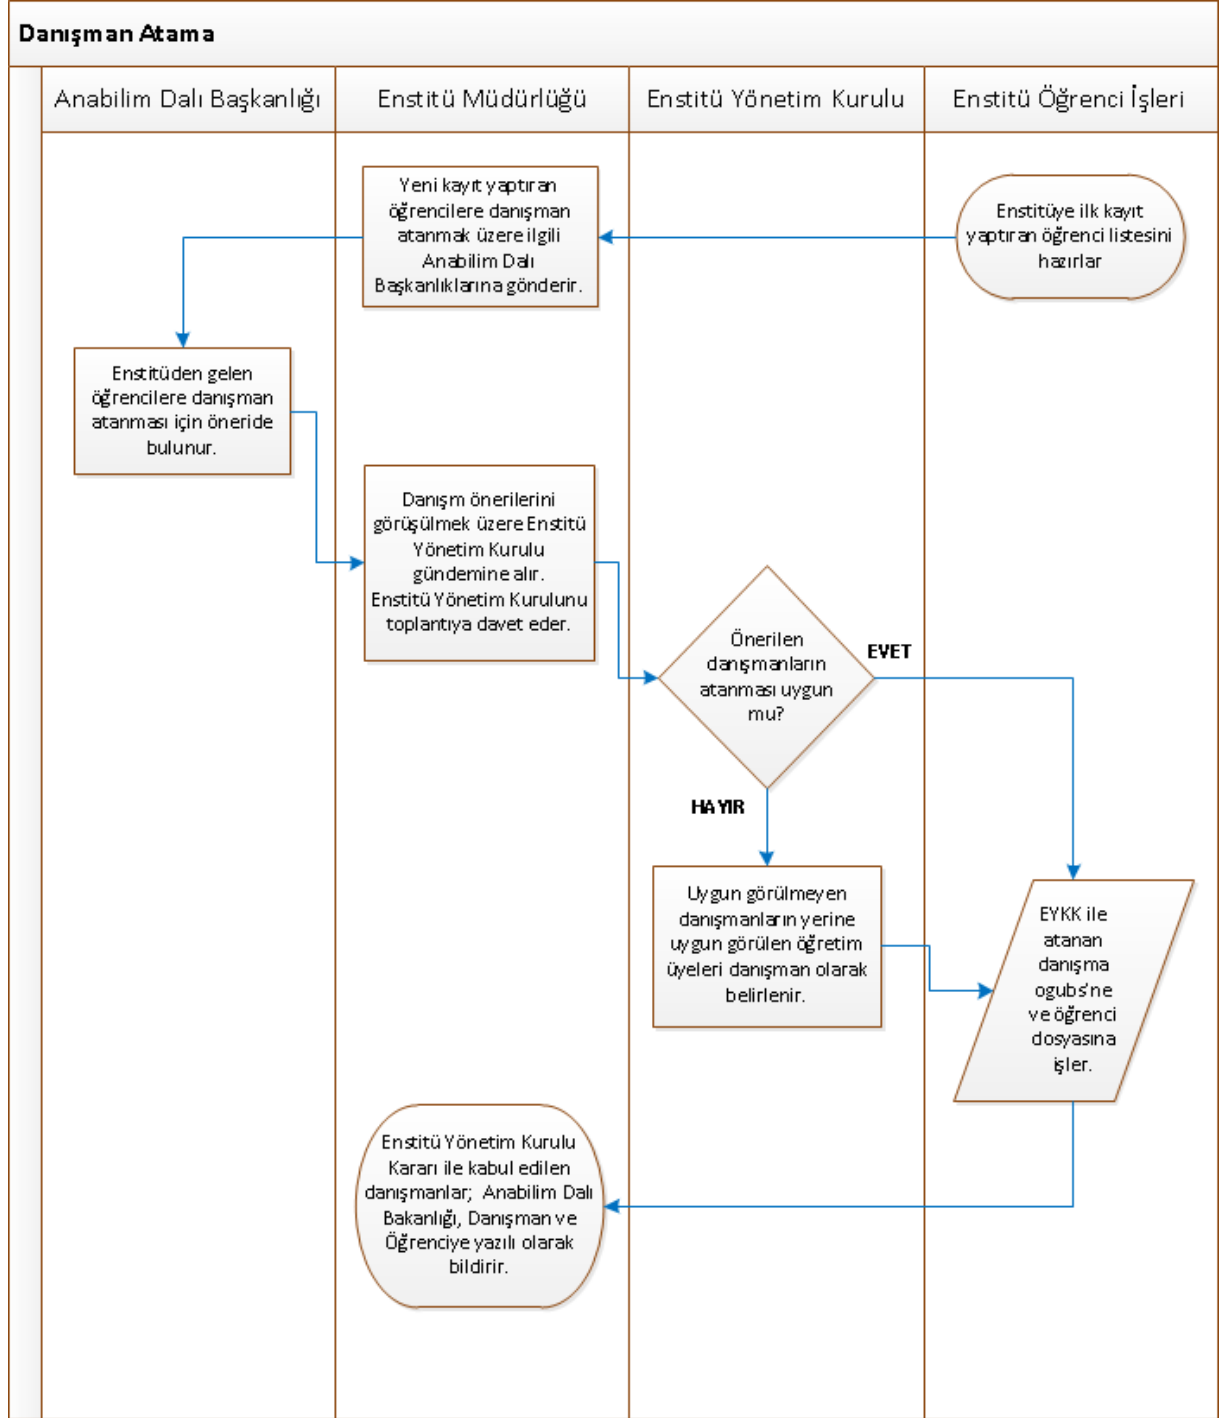 Danışman Atama
Anabilim Dalı Başkanlığı
Enstitü Müdürlüğü
Enstitü Yönetim Kurulu
Enstitü Öğrenci İşleri
Enstitüye ilk kayıt
yaptıran öğrenci listesini
hazırlar
Yeni kayıt yaptıran
öğrencilere danışman
atanmak üzere ilgili
Anabilim Dalı
Başkanlıklarına gönderir.
Enstitüden gelen
öğrencilere danışman
atanması için öneride
bulunur.
Danışm önerilerini
görüşülmek üzere Enstitü
Yönetim Kurulu
gündemine alır.
Enstitü Yönetim Kurulunu
toplantıya davet eder.
Önerilen
danışmanların
atanması uygun
mu?
EVET
HAYIR
Uygun görülmeyen
danışmanların yerine
uygun görülen öğretim
üyeleri danışman olarak
belirlenir.
EYKK ile
atanan
danışma
ogubs'ne
ve öğrenci
dosyasına
işler.
Enstitü Yönetim Kurulu
Kararı ile kabul edilen
danışmanlar; Anabilim Dalı
Bakanlığı, Danışman ve
Öğrenciye yazılı olarak
bildirir.